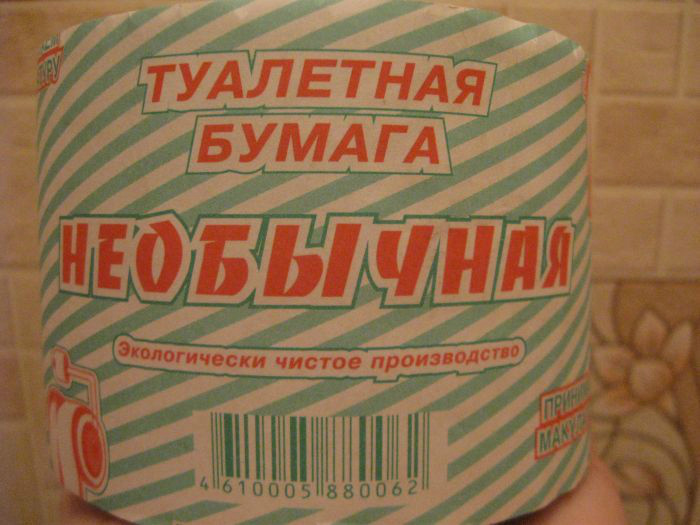 ТУАЛЕТНАЯ
БУМАГА
НЕОБЫЧНАЯ
Экологически чистое производство
4 610005 880062